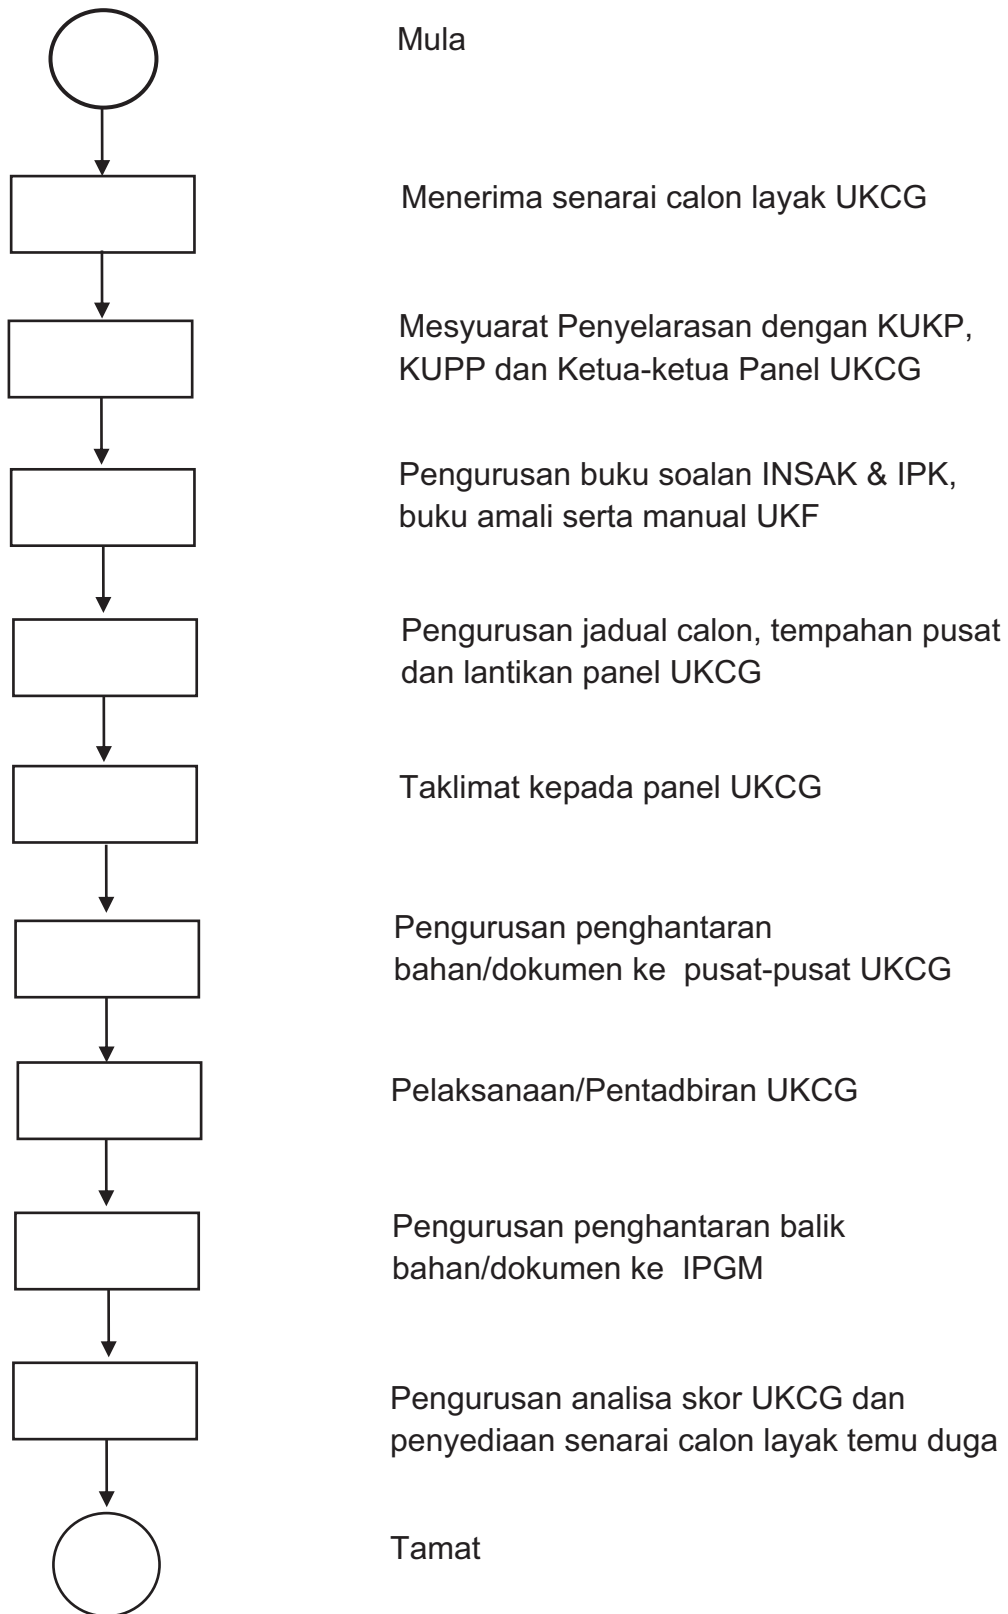 Mula
Menerima senarai calon layak UKCG
Mesyuarat Penyelarasan dengan KUKP,
KUPP dan Ketua-ketua Panel UKCG
Pengurusan buku soalan INSAK & IPK,
buku amali serta manual UKF
Pengurusan jadual calon, tempahan pusat
dan lantikan panel UKCG
Taklimat kepada panel UKCG
Pengurusan penghantaran
bahan/dokumen ke  pusat-pusat UKCG
Pelaksanaan/Pentadbiran UKCG
Pengurusan penghantaran balik
bahan/dokumen ke  IPGM
Pengurusan analisa skor UKCG dan
penyediaan senarai calon layak temu duga
Tamat